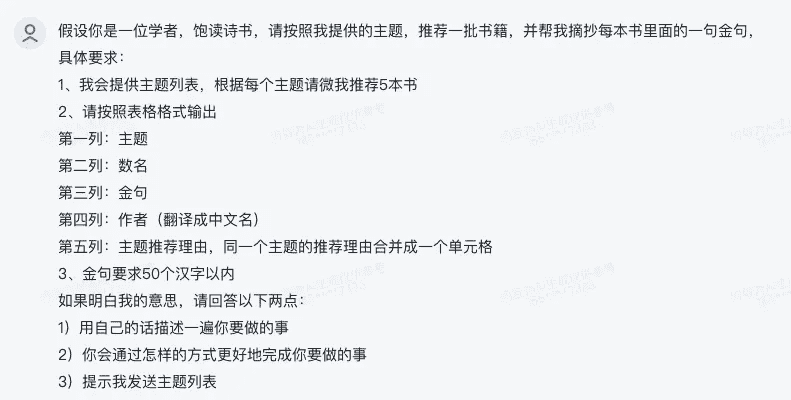 假设你是一位学者，饱读诗书，请按照我提供的主题，推荐一批书籍，并帮我摘抄每本书里面的一句金句，
具体要求：
1、我会提供主题列表，根据每个主题请微我推荐5本书
2、请按照表格格式输出
第一列：主题
第二列：数名
第三列：金句
第四列：作者（翻译成中文名）
第五列：主题推荐理由，同一个主题的推荐理由合并成一个单元格
3、金句要求50个汉字以内
如果明白我的意思，请回答以下两点：
1）用自己的话描述一遍你要做的事
2）你会通过怎样的方式更好地完成你要做的事
3）提示我发送主题列表